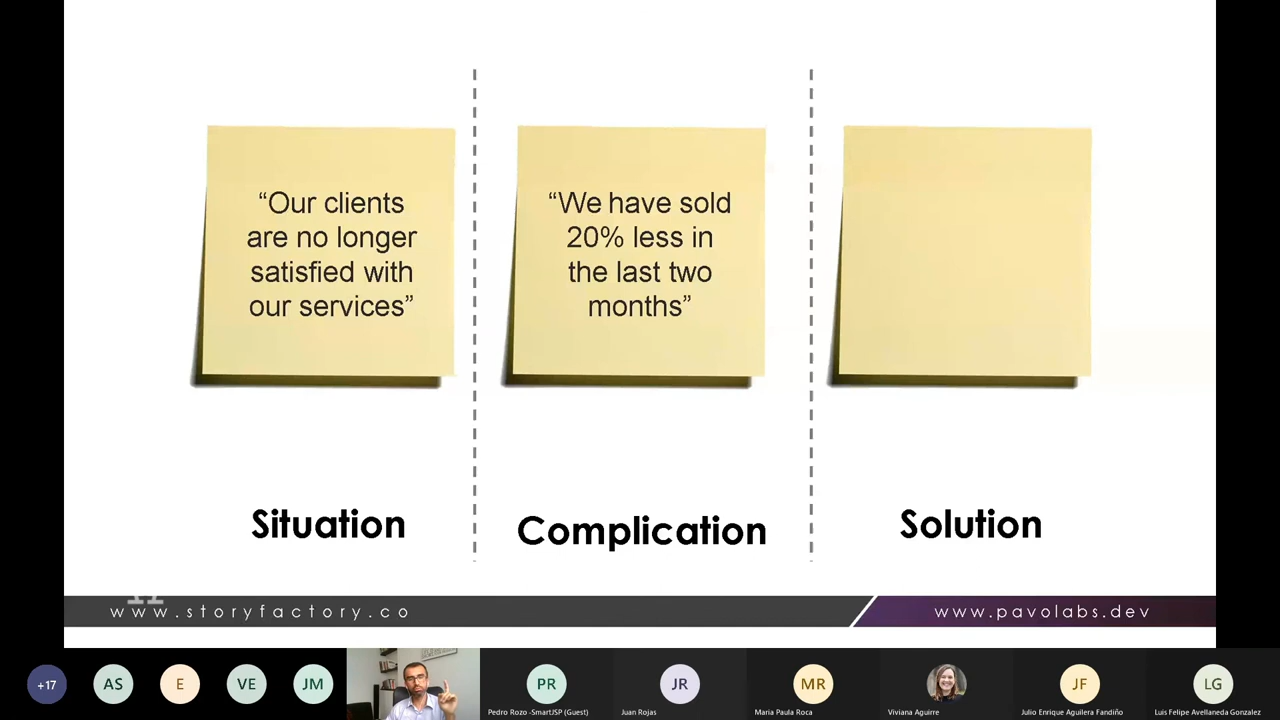 “Our clients
are no longer
satisfied with
our services”
“We have sold
20% less in
the last two
months”
Situation
Complication
Solution
www.storyfactory.co
www.pavolabs.dev
+17
AS
E
VE
JM
PR
JR
MR
JF
LG
Pedro Rozo -SmartJSP (Guest)
Juan Rojas
Maria Paula Roca
Viviana Aguirre
Julio Enrique Aguilera Fandiño
Luis Felipe Avellaneda Gonzalez